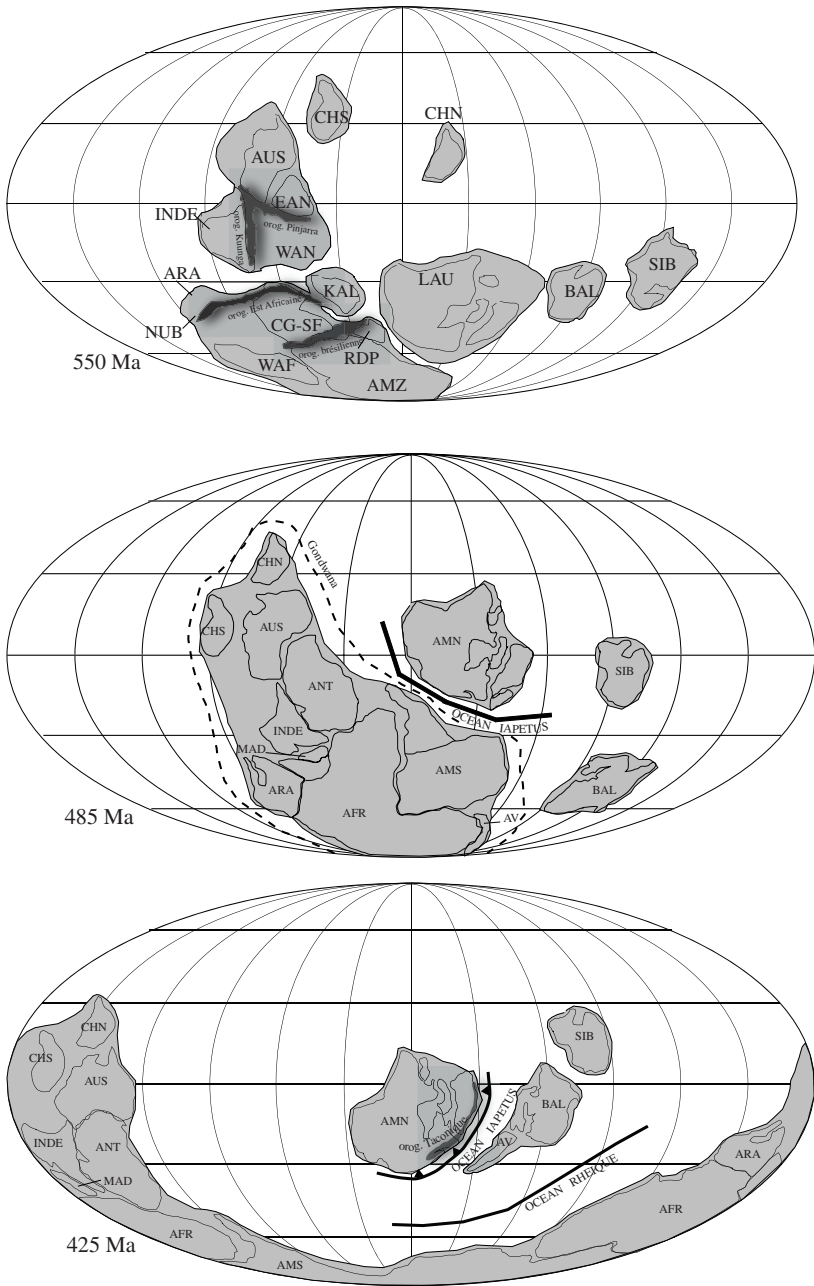 CHS
CHN
AUS
EAN
INDE
orog. Pinjarra
orog. Kuunga
WAN
SIB
ARA
LAU
KAL
BAL
orog. Est Africaine
NUB
CG-SF
orog. brésilienne
RDP
WAF
550 Ma
AMZ
Gondwana
CHN
CHS
AUS
AMN
SIB
ANT
OCEAN IAPETUS
INDE
MAD
AMS
ARA
BAL
AFR
485 Ma
AV
CHN
SIB
CHS
AUS
BAL
AMN
OCEAN IAPETUS
orog. Taconique
AV
INDE
ANT
ARA
MAD
OCEAN RHEIQUE
AFR
AFR
425 Ma
AMS